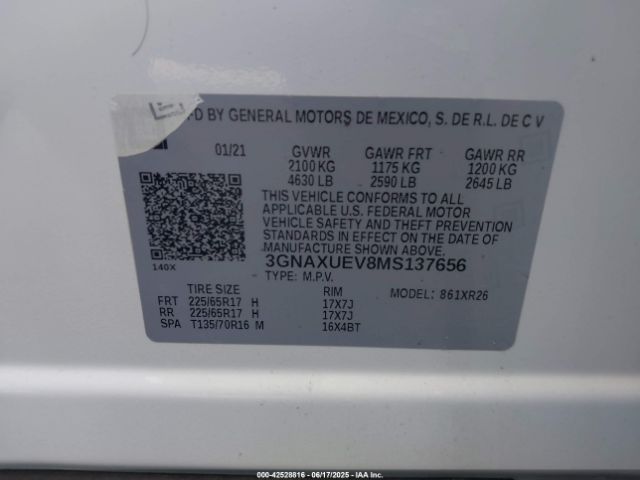 FD BY GENERAL MOTORS DE MEXICO, S. DE R.L. DE C V
01/21 GVWR GAWR FRT GAWR RR
2100 KG 1175 KG 1200 KG
4630 LB 2590 LB 2645 LB
THIS VEHICLE CONFORMS TO ALL
APPLICABLE U.S. FEDERAL MOTOR
VEHICLE SAFETY AND THEFT PREVENTION
STANDARDS IN EFFECT ON THE
DATE OF MANUFACTURE SHOWN ABOVE.
3GNAXUEV8MS137656
140X
TYPE: M.P.V.
MODEL: 861XR26
TIRE SIZE RIM
FRT 225/65R17 H 17X7J
RR 225/65R17 H 17X7J
SPA T135/70R16 M 16X4BT
© 42528816 - 06/17/2025 - IAA Inc.